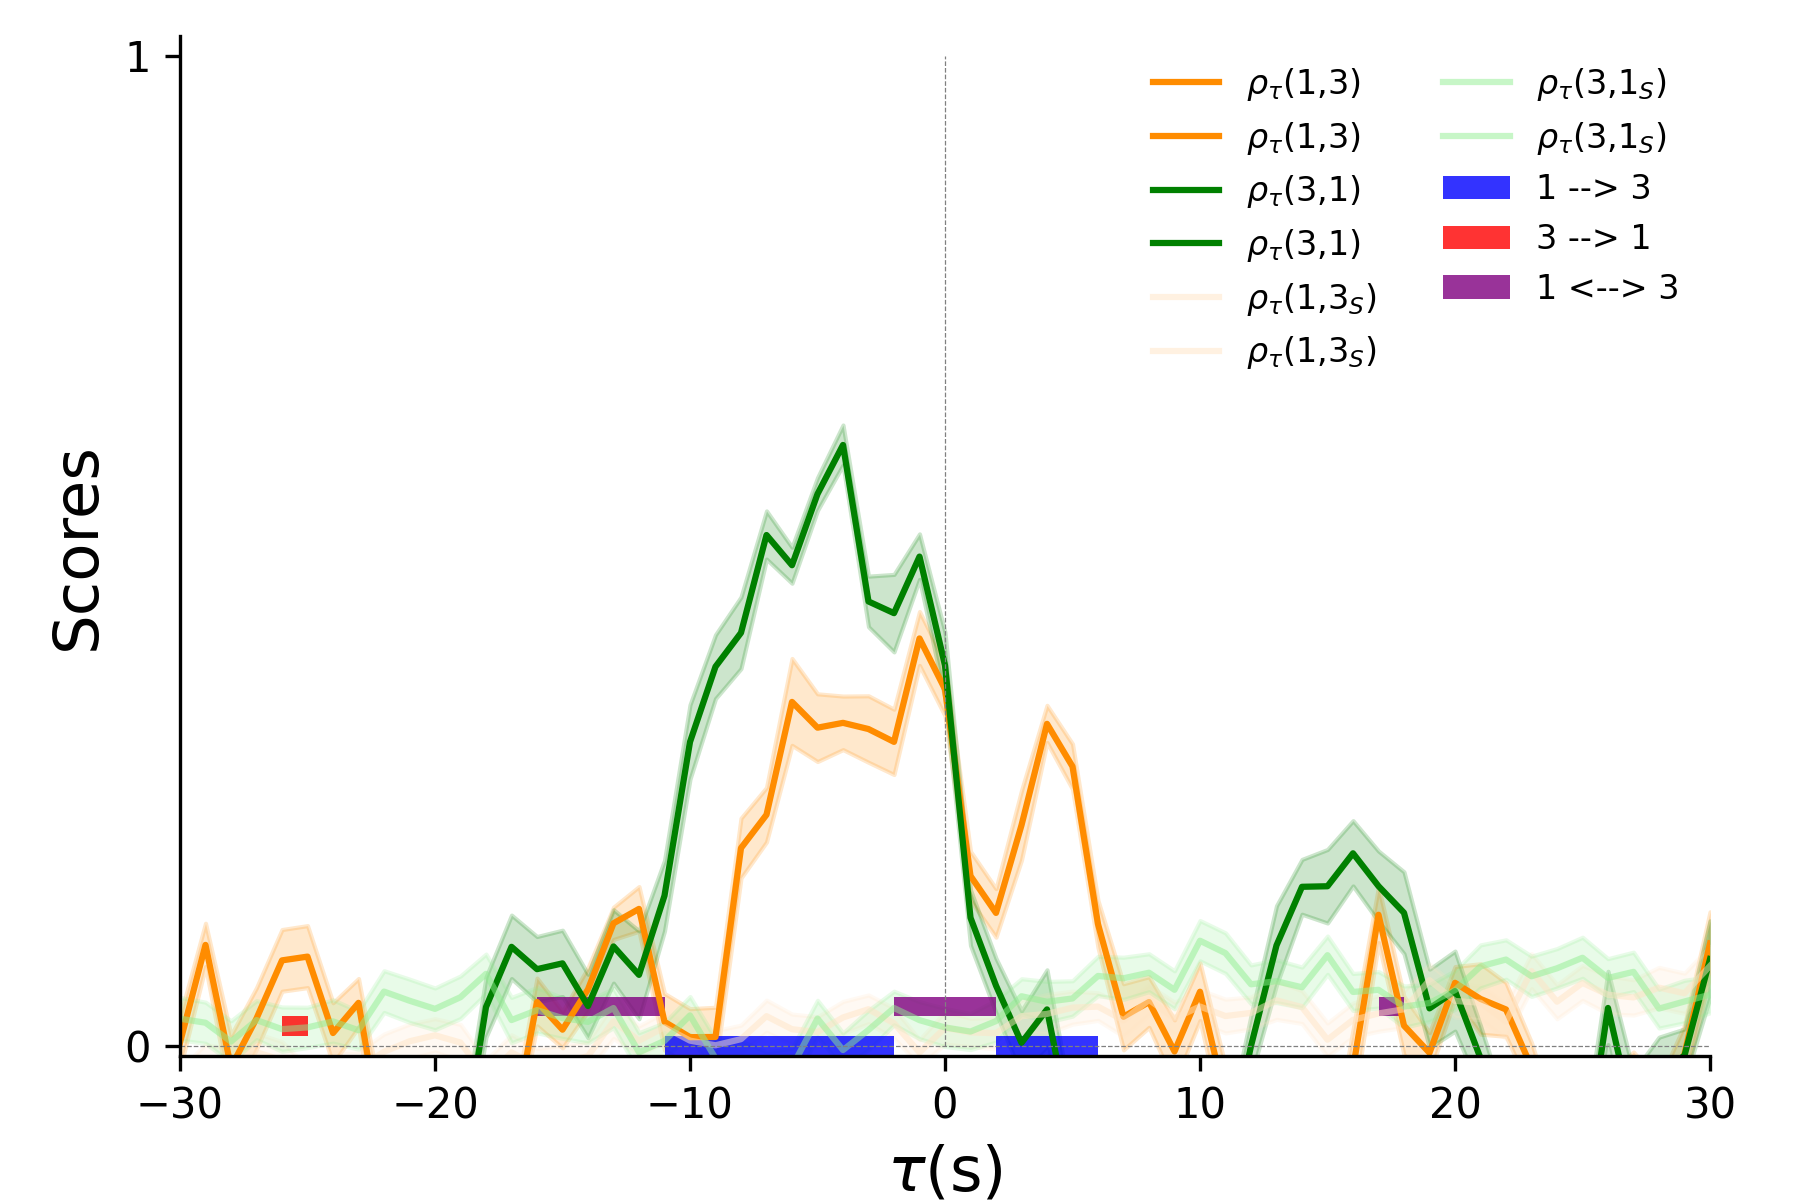 Scores
1
0
ρτ(1,3)
ρτ(1,3)
ρτ(3,1)
ρτ(3,1)
ρτ(1,3S)
ρτ(1,3S)
ρτ(3,1S)
ρτ(3,1S)
1 --> 3
3 --> 1
1 <--> 3
−30 −20 −10 0 10 20 30
τ(s)